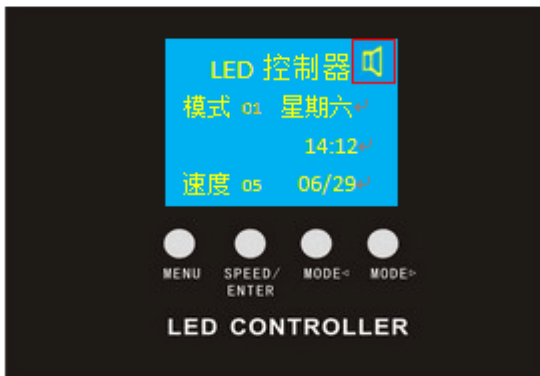 LED 控制器
模式 01 星期六
14:12
速度 05 06/29
MENU SPEED/ENTER MODE◁ MODE▷
LED CONTROLLER